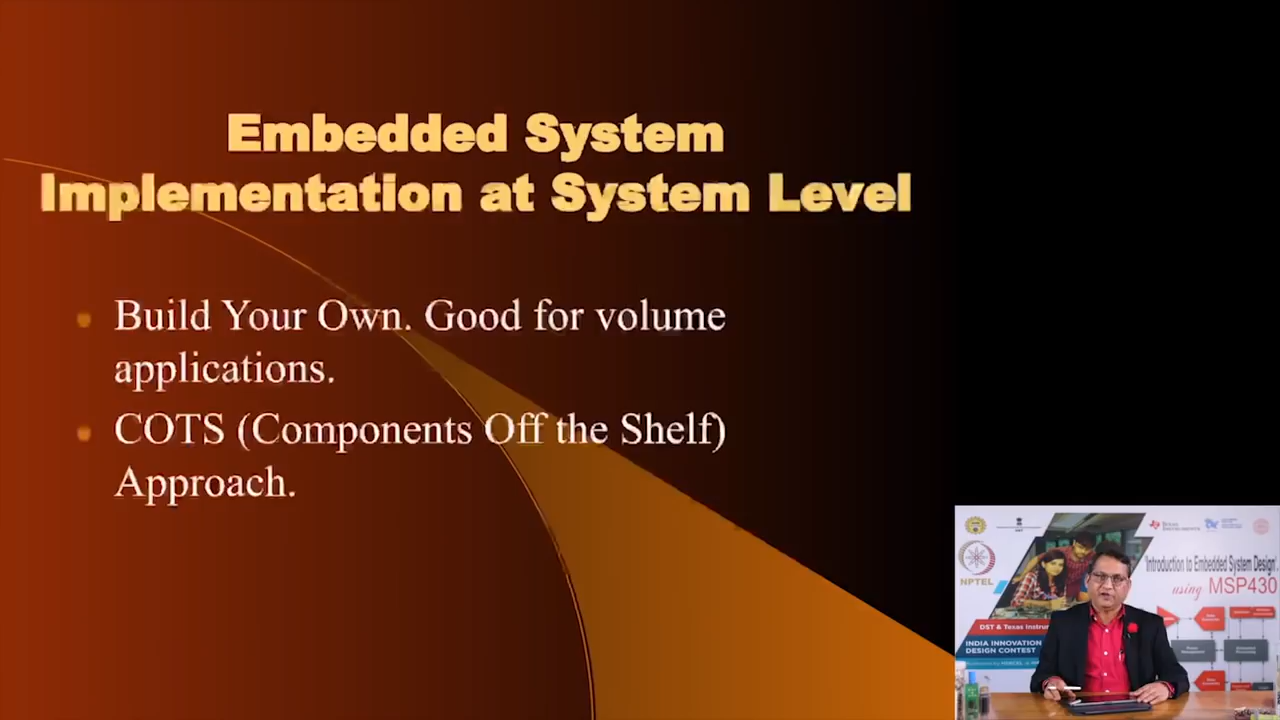 Embedded System
Implementation at System Level
Build Your Own. Good for volume
applications.
COTS (Components Off the Shelf)
Approach.
NPTEL
'Introduction to Embedded System Design'
using MSP430
DST & Texas Instrum
INDIA INNOVATION
DESIGN CONTEST